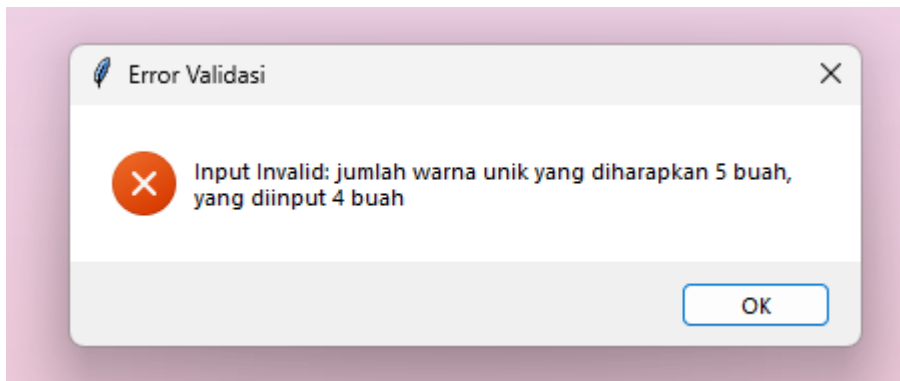 Error Validasi
Input Invalid: jumlah warna unik yang diharapkan 5 buah,
yang diinput 4 buah
OK